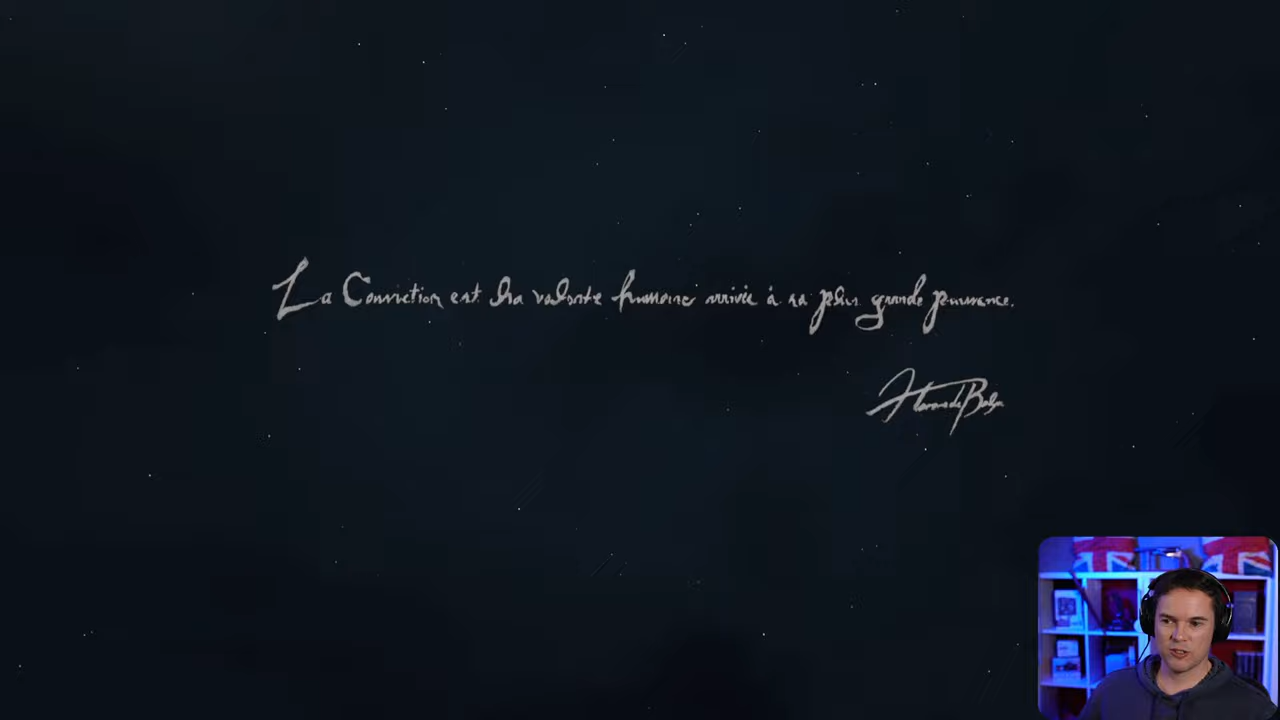 La Conviction est la volonté humaine arrivée à sa plus grande puissance.